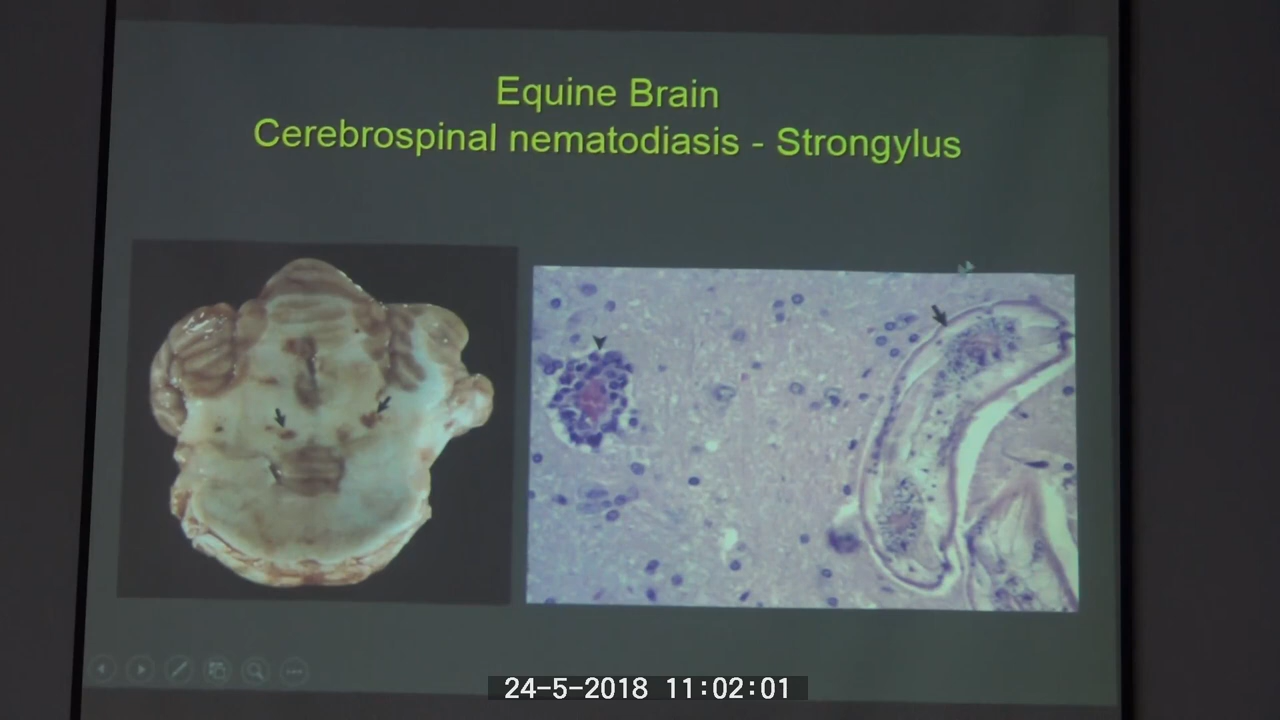 Equine Brain
Cerebrospinal nematodiasis - Strongylus
24-5-2018 11:02:01